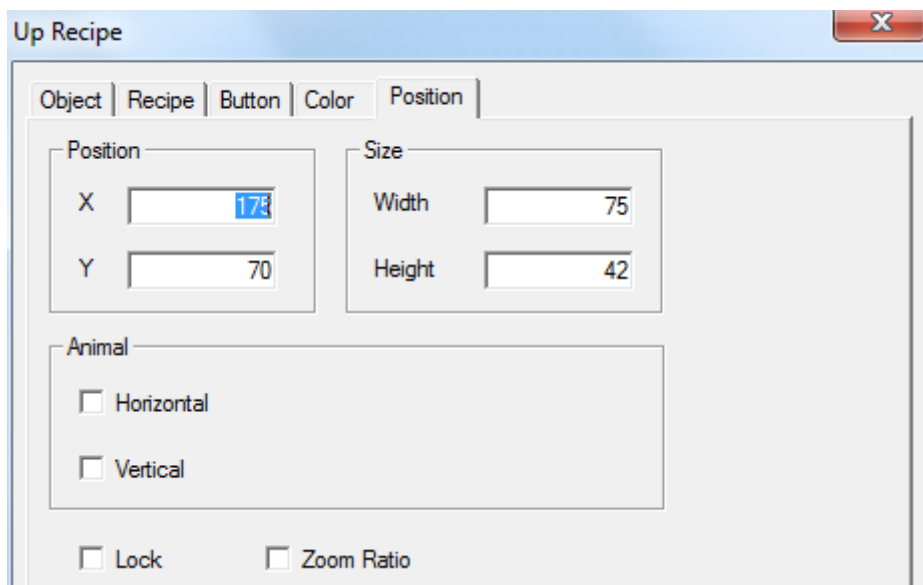 Up Recipe
Object Recipe Button Color Position
Position Size
X 175 Width 75
Y 70 Height 42
Animal
Horizontal
Vertical
Lock Zoom Ratio